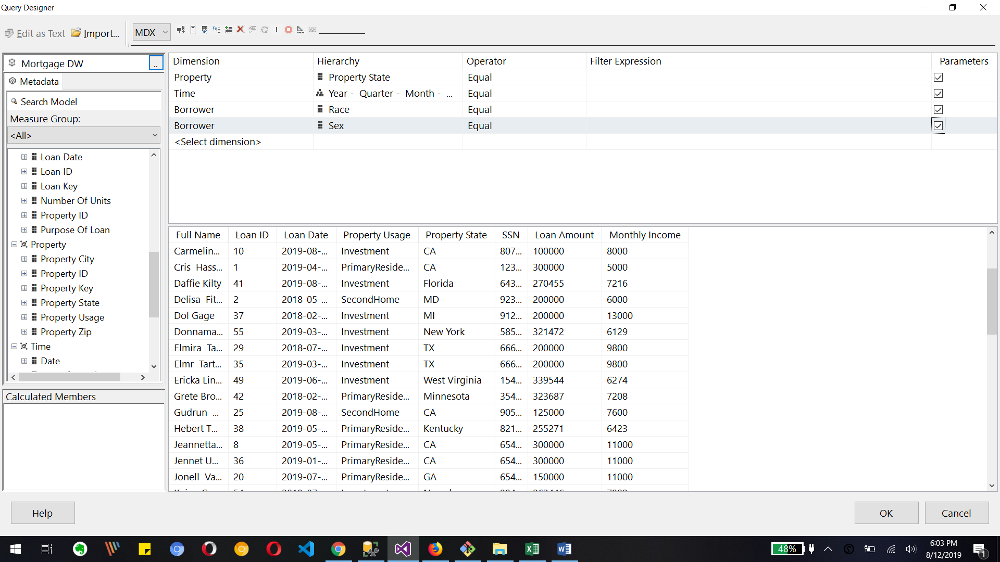 Query Designer
Edit as Text Import... MDX
Mortgage DW ..
Metadata
Search Model
Measure Group:
<All>
Loan Date
Loan ID
Loan Key
Number Of Units
Property ID
Purpose Of Loan
Property
Property City
Property ID
Property Key
Property State
Property Usage
Property Zip
Time
Date
Calculated Members
Dimension Hierarchy Operator Filter Expression Parameters
Property Property State Equal
Time Year - Quarter - Month - ... Equal
Borrower Race Equal
Borrower Sex Equal
<Select dimension>
Full Name Loan ID Loan Date Property Usage Property State SSN Loan Amount Monthly Income
Carmelin... 10 2019-08-... Investment CA 807... 100000 8000
Cris Hass... 1 2019-04-... PrimaryReside... CA 123... 300000 5000
Daffie Kilty 41 2019-08-... Investment Florida 643... 270455 7216
Delisa Fit... 2 2018-05-... SecondHome MD 923... 200000 6000
Dol Gage 37 2018-02-... Investment MI 912... 200000 13000
Donnama... 55 2019-03-... Investment New York 585... 321472 6129
Elmira Ta... 29 2018-07-... Investment TX 666... 200000 9800
Elmr Tart... 35 2019-03-... Investment TX 666... 200000 9800
Ericka Lin... 49 2019-06-... Investment West Virginia 154... 339544 6274
Grete Bro... 42 2018-02-... PrimaryReside... Minnesota 354... 323687 7208
Gudrun ... 25 2019-08-... SecondHome CA 905... 125000 7600
Hebert T... 38 2019-05-... PrimaryReside... Kentucky 821... 255271 6423
Jeannetta... 8 2019-05-... PrimaryReside... CA 654... 300000 11000
Jennet U... 36 2019-01-... PrimaryReside... CA 654... 300000 11000
Jonell Va... 20 2019-07-... PrimaryReside... GA 654... 150000 11000
Help OK Cancel
48% 6:03 PM
8/12/2019 1